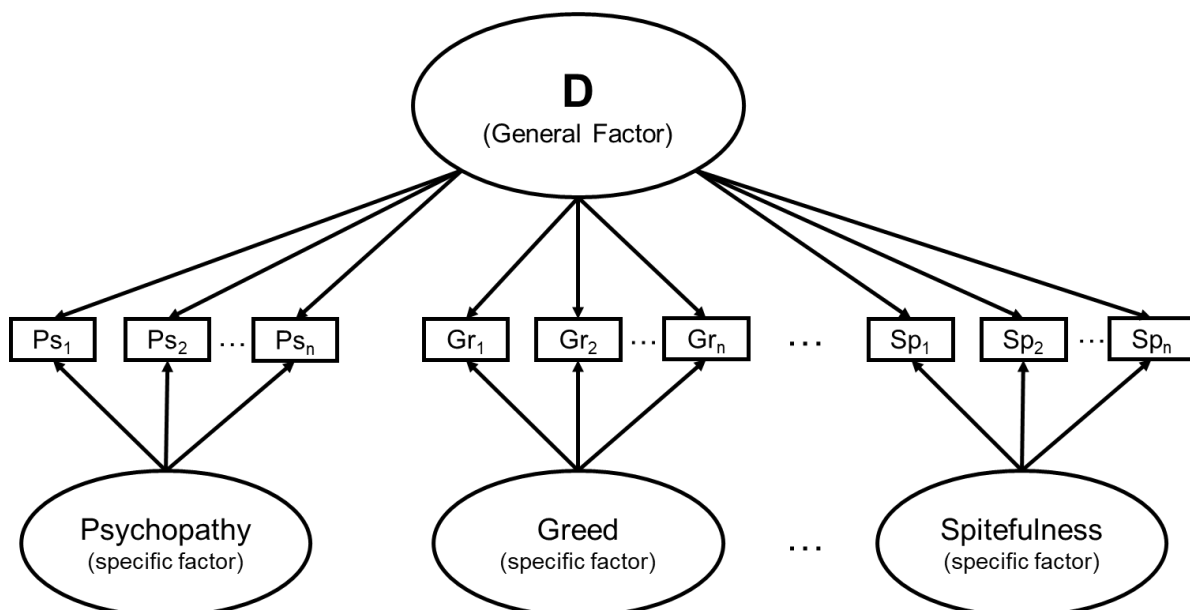 D
(General Factor)
Ps₁ Ps₂ ... Psₙ Gr₁ Gr₂ ... Grₙ ... Sp₁ Sp₂ ... Spₙ
Psychopathy Greed Spitefulness
(specific factor) (specific factor) ... (specific factor)